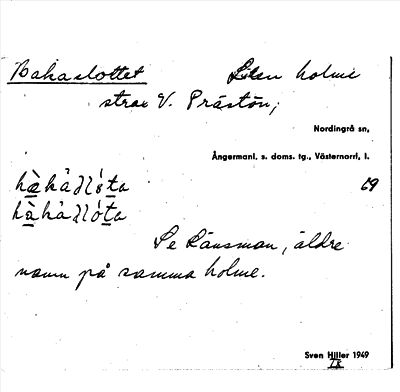 Bakaslottet Liten holme
strax V. Prästön;
Nordingrå sn,
Ångermanl. s. doms. tg., Västernorrl. l.
69
Se Länsman, äldre
namn på samma holme.
Sven Hiller 1949